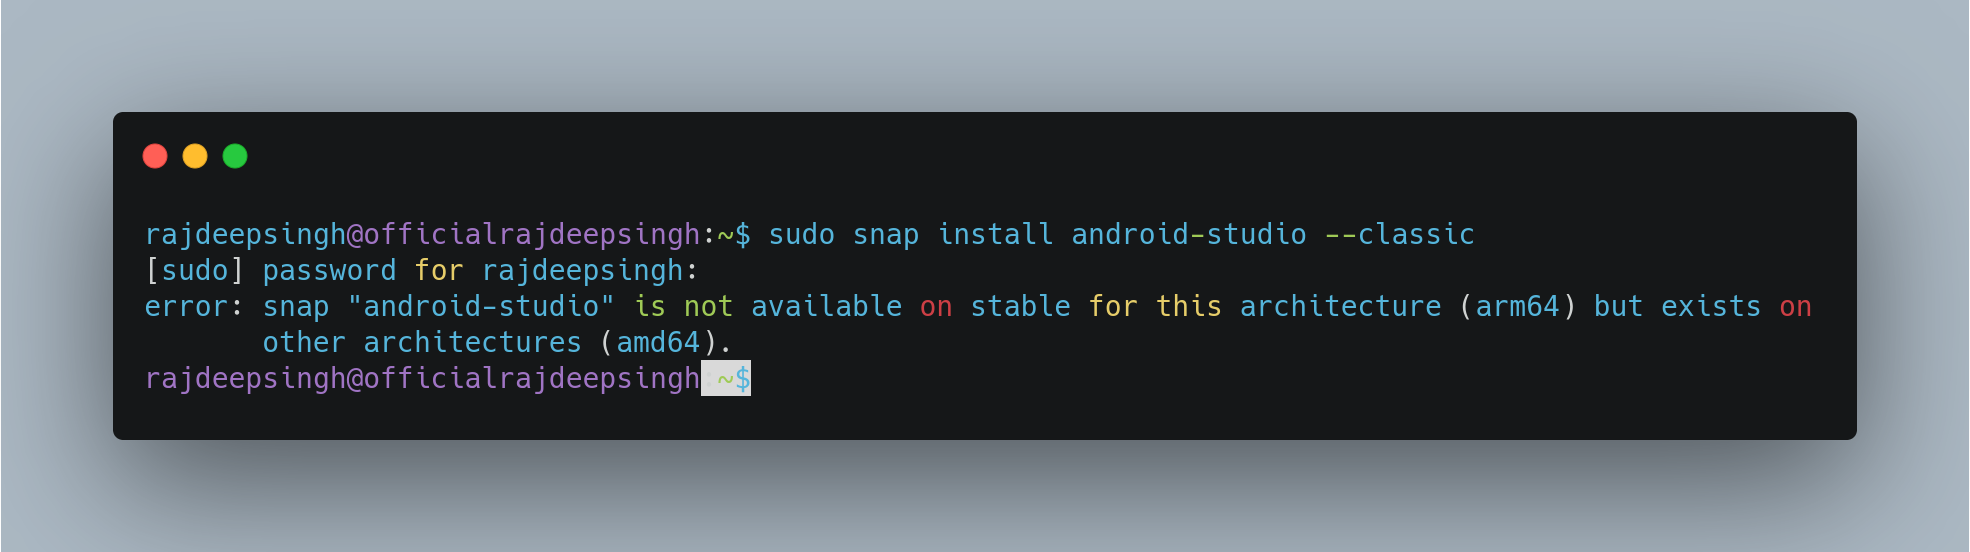 rajdeepsingh@officialrajdeepsingh:~$ sudo snap install android-studio --classic
[sudo] password for rajdeepsingh:
error: snap "android-studio" is not available on stable for this architecture (arm64) but exists on
other architectures (amd64).
rajdeepsingh@officialrajdeepsingh:~$